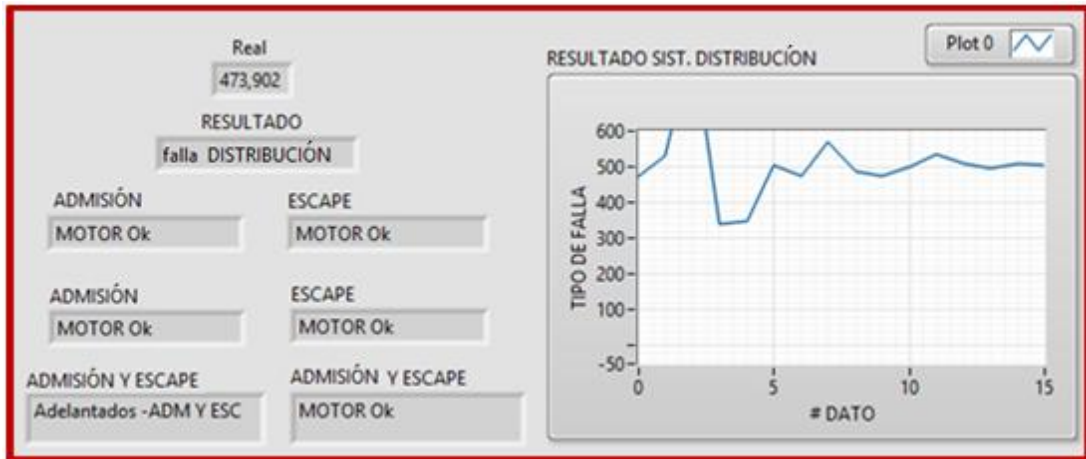 Real
473,902
RESULTADO
falla DISTRIBUCIÓN
ADMISIÓN
MOTOR Ok
ESCAPE
MOTOR Ok
ADMISIÓN
MOTOR Ok
ESCAPE
MOTOR Ok
ADMISIÓN Y ESCAPE
Adelantados -ADM Y ESC
ADMISIÓN Y ESCAPE
MOTOR Ok
RESULTADO SIST. DISTRIBUCÍON
Plot 0
TIPO DE FALLA
600
500
400
300
200
100
-50
0 5 10 15
# DATO